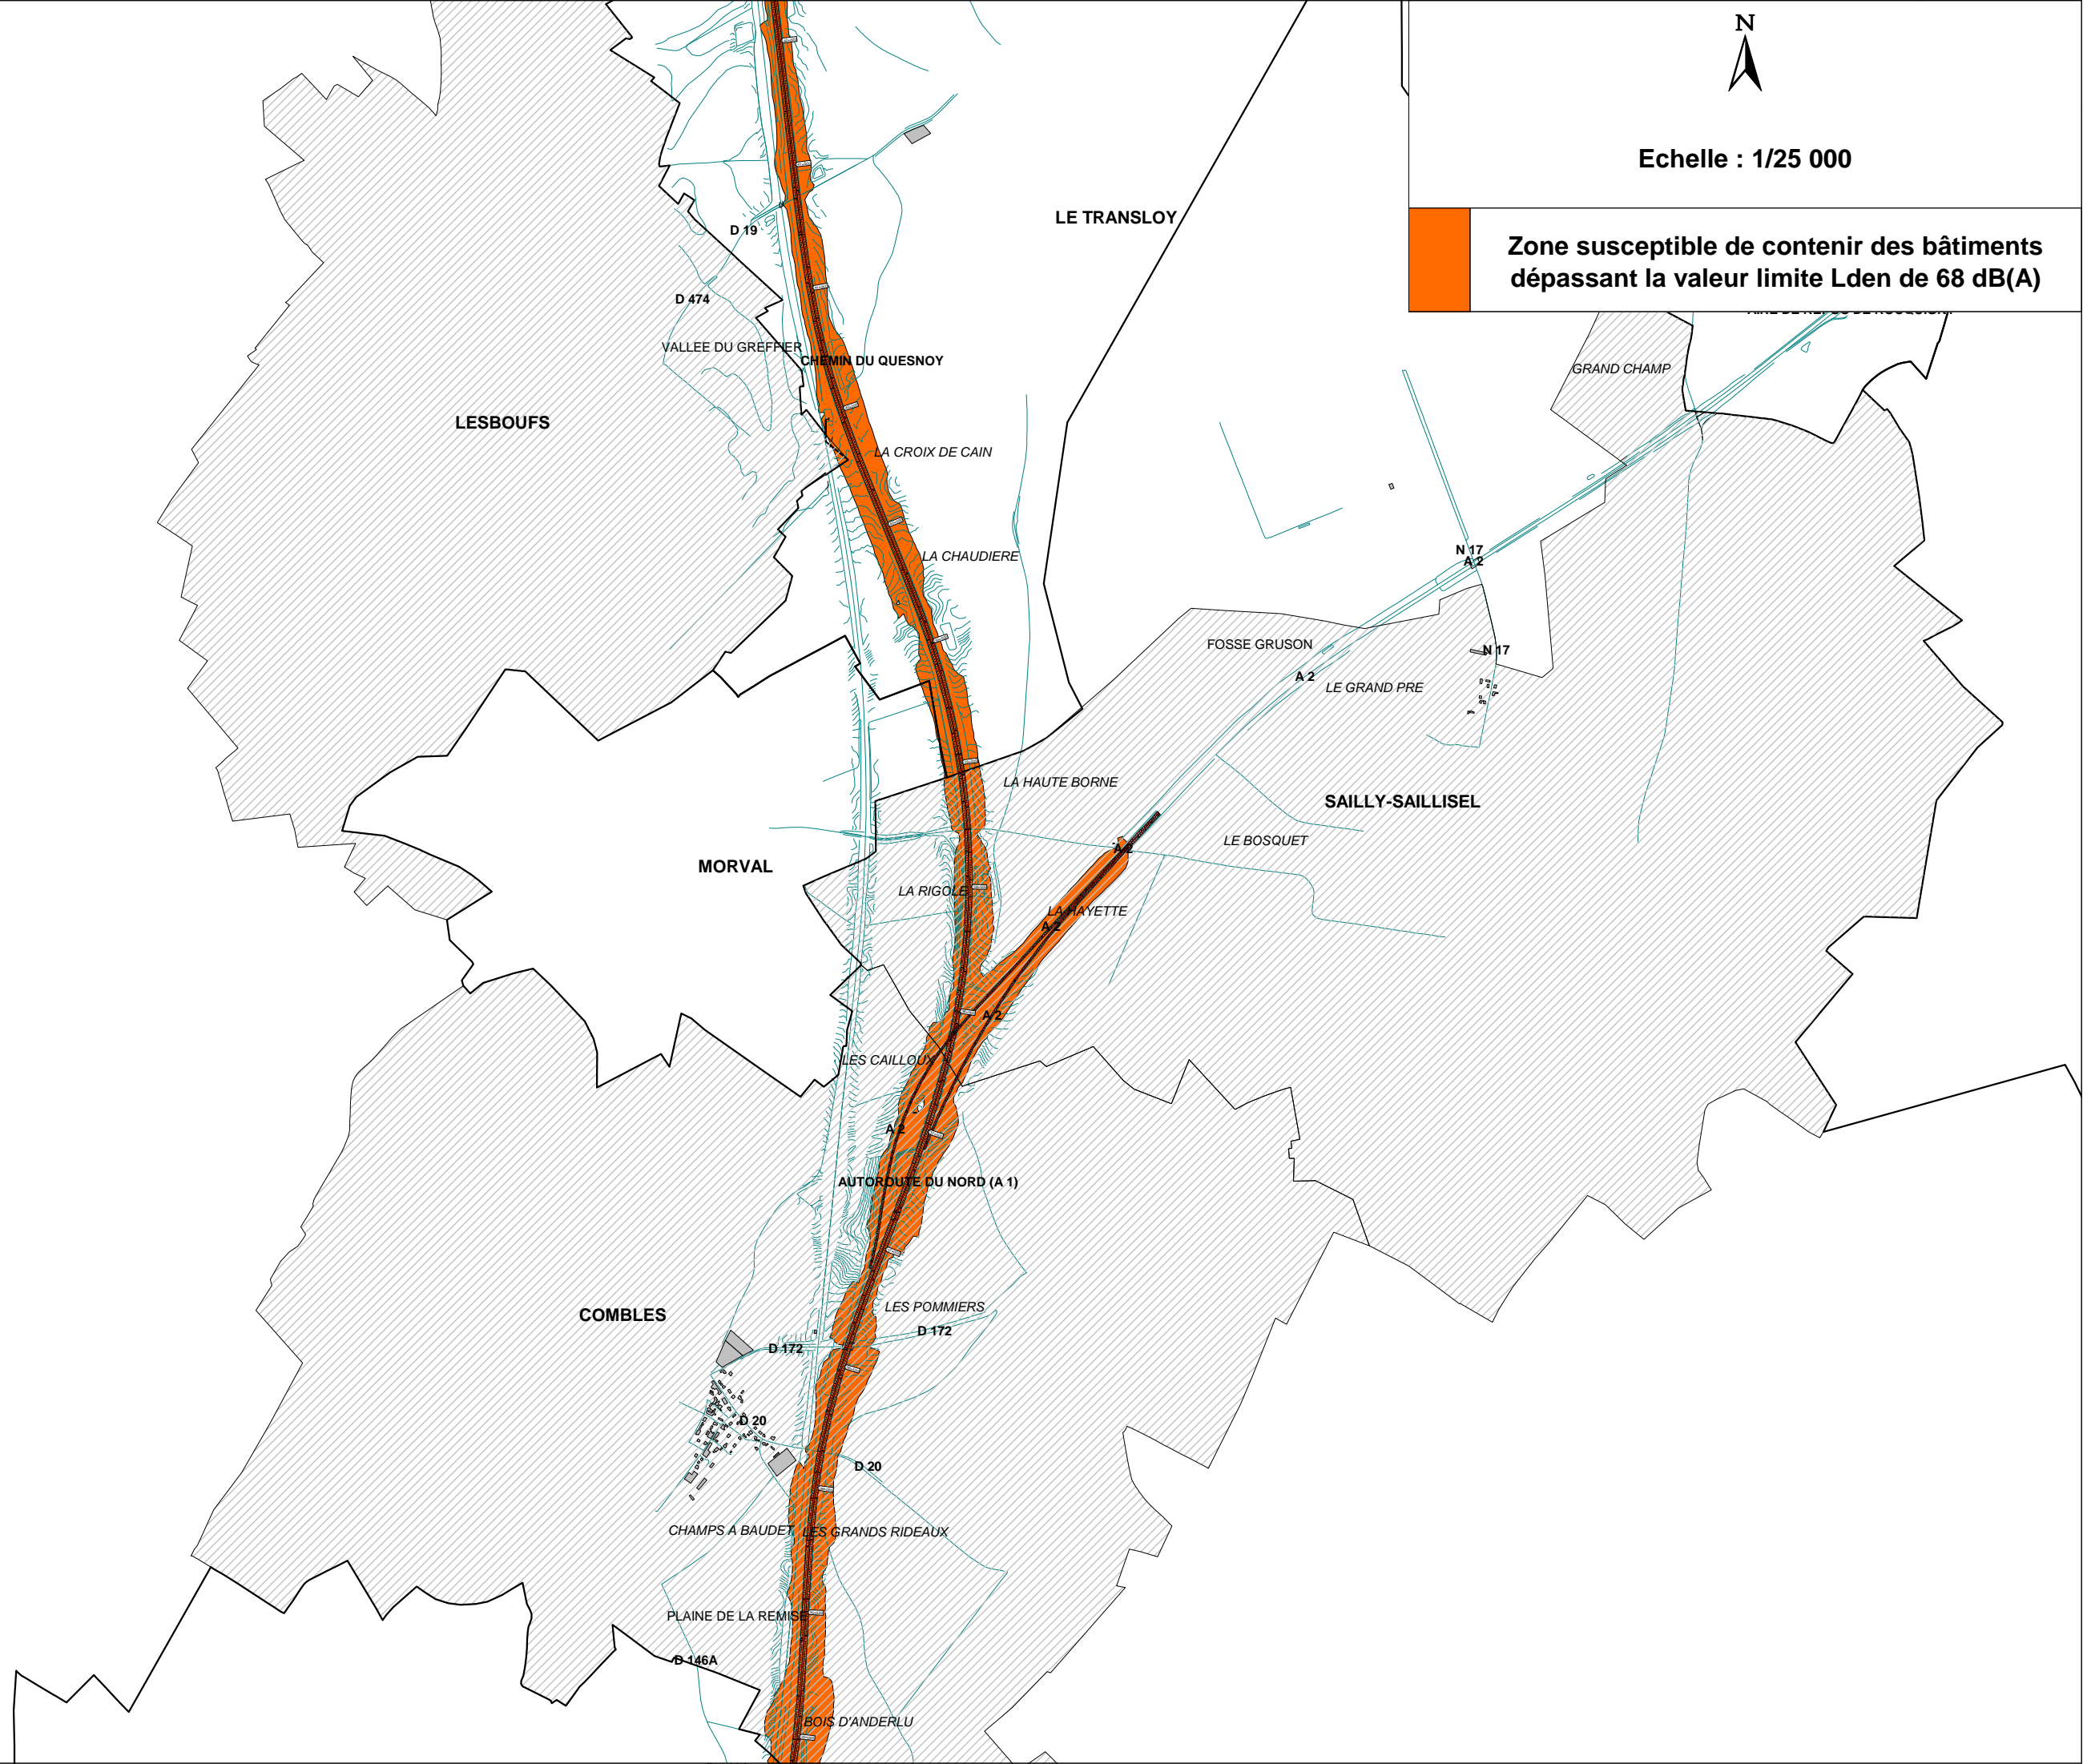 N
Echelle : 1/25 000
Zone susceptible de contenir des bâtiments
dépassant la valeur limite Lden de 68 dB(A)
LE TRANSLOY
D 19
D 474
VALLEE DU GREFFIER
CHEMIN DU QUESNOY
GRAND CHAMP
LESBOUFS
LA CROIX DE CAIN
LA CHAUDIERE
N 17
A 2
FOSSE GRUSON
N 17
A 2
LE GRAND PRE
LA HAUTE BORNE
SAILLY-SAILLISEL
LE BOSQUET
A 2
MORVAL
LA RIGOLE
LA HAYETTE
A 2
A 2
LES CAILLOUX
A 2
AUTOROUTE DU NORD (A 1)
LES POMMIERS
COMBLES
D 172
D 172
D 20
D 20
CHAMPS A BAUDET
LES GRANDS RIDEAUX
PLAINE DE LA REMISE
D 146A
BOIS D'ANDERLU